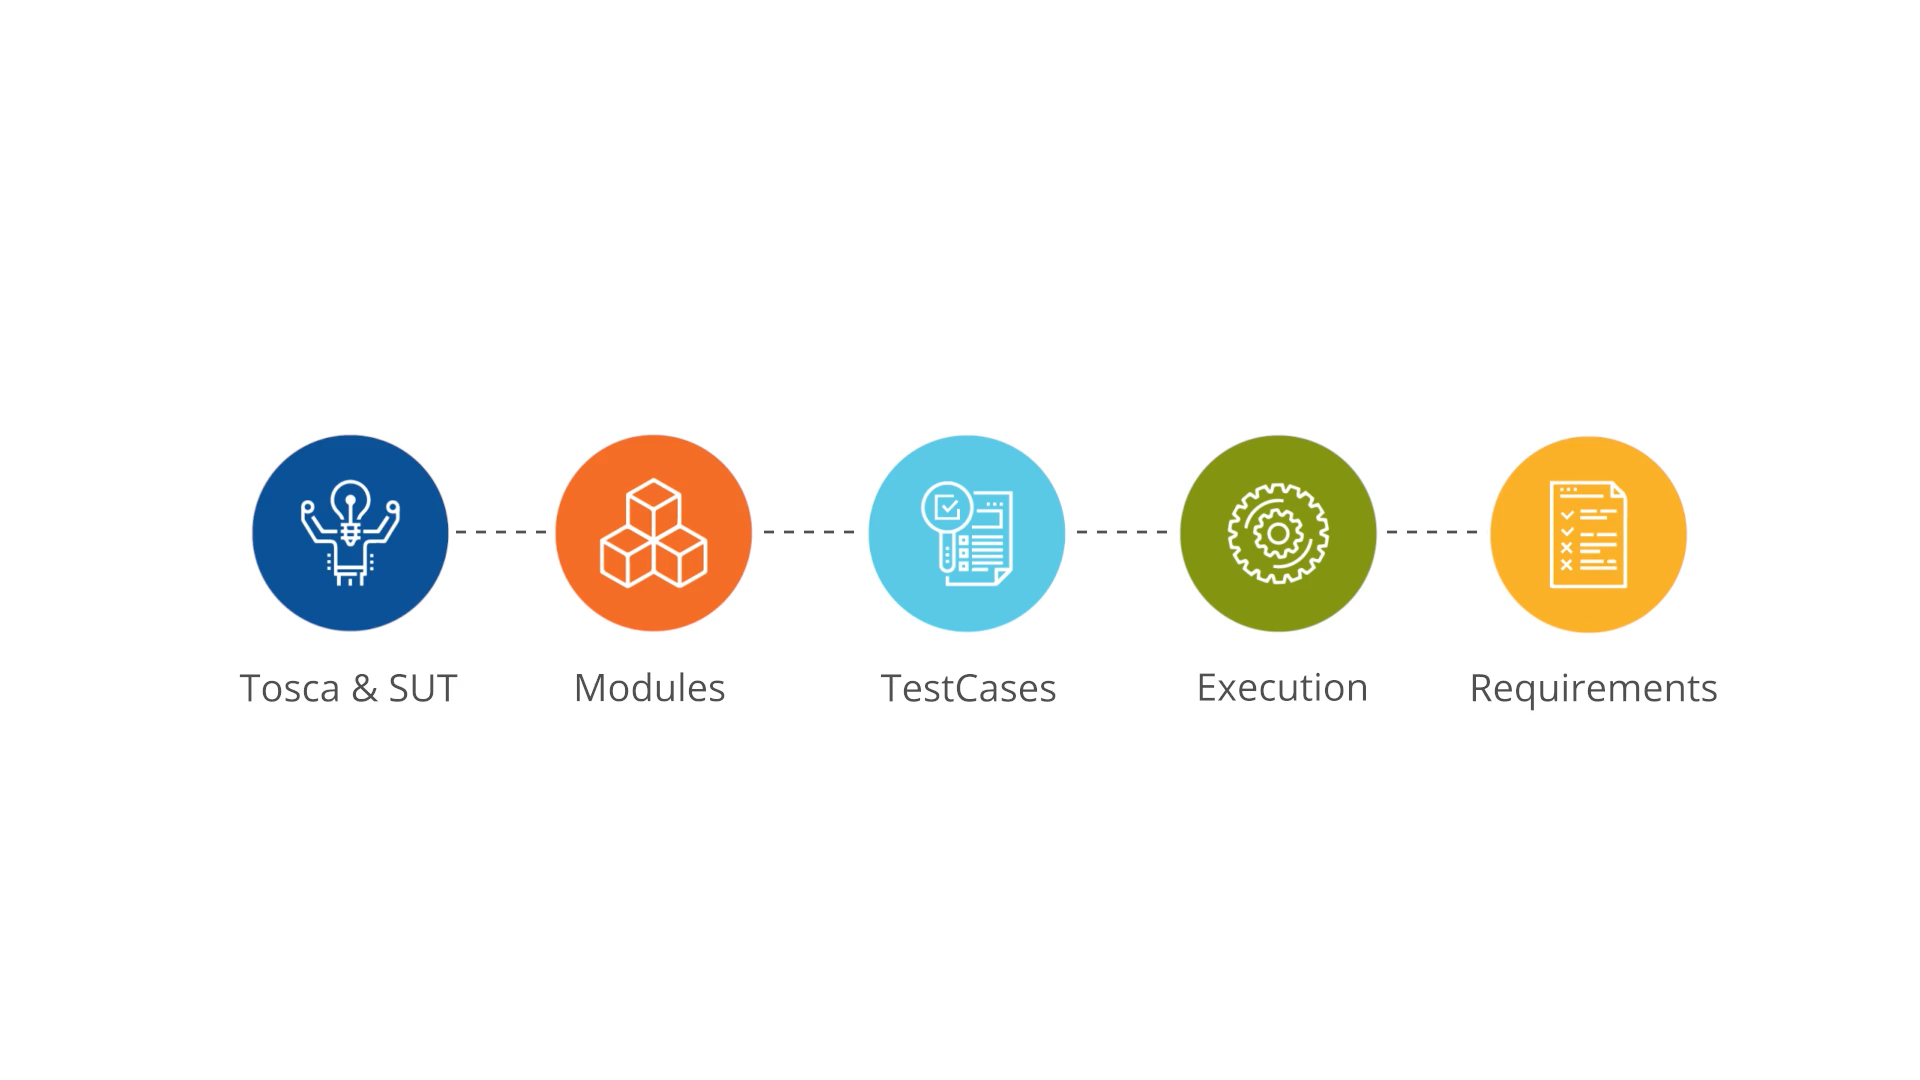 Tosca & SUT
Modules
TestCases
Execution
Requirements